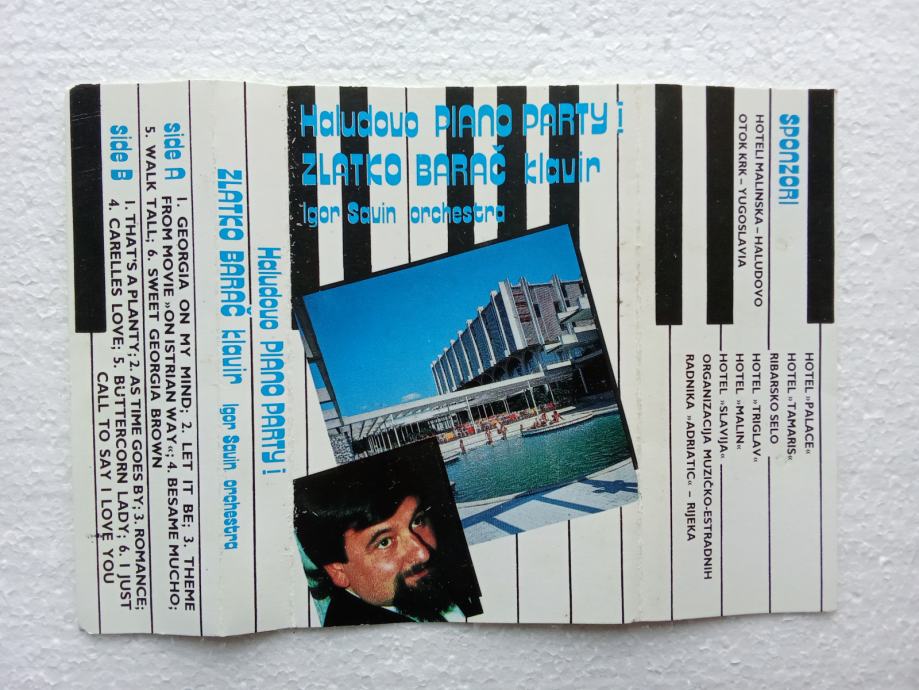 Haludovo PIANO PARTY!
ZLATKO BARAČ klavir
Igor Savin orchestra
Haludovo PIANO PARTY!
ZLATKO BARAČ klavir Igor Savin orchestra
side A 1. GEORGIA ON MY MIND; 2. LET IT BE; 3. THEME
FROM MOVIE »ON ISTRIAN WAY«; 4. BESAME MUCHO;
5. WALK TALL; 6. SWEET GEORGIA BROWN
side B 1. THAT'S A PLANTY; 2. AS TIME GOES BY; 3. ROMANCE;
4. CARELLES LOVE; 5. BUTTERCORN LADY; 6. I JUST
CALL TO SAY I LOVE YOU
SPONZORI
HOTELI MALINSKA – HALUDOVO
OTOK KRK – YUGOSLAVIA
HOTEL »PALACE«
HOTEL »TAMARIS«
RIBARSKO SELO
HOTEL »TRIGLAV«
HOTEL »MALIN«
HOTEL »SLAVIJA«
ORGANIZACIJA MUZIČKO-ESTRADNIH
RADNIKA »ADRIATIC« – RIJEKA